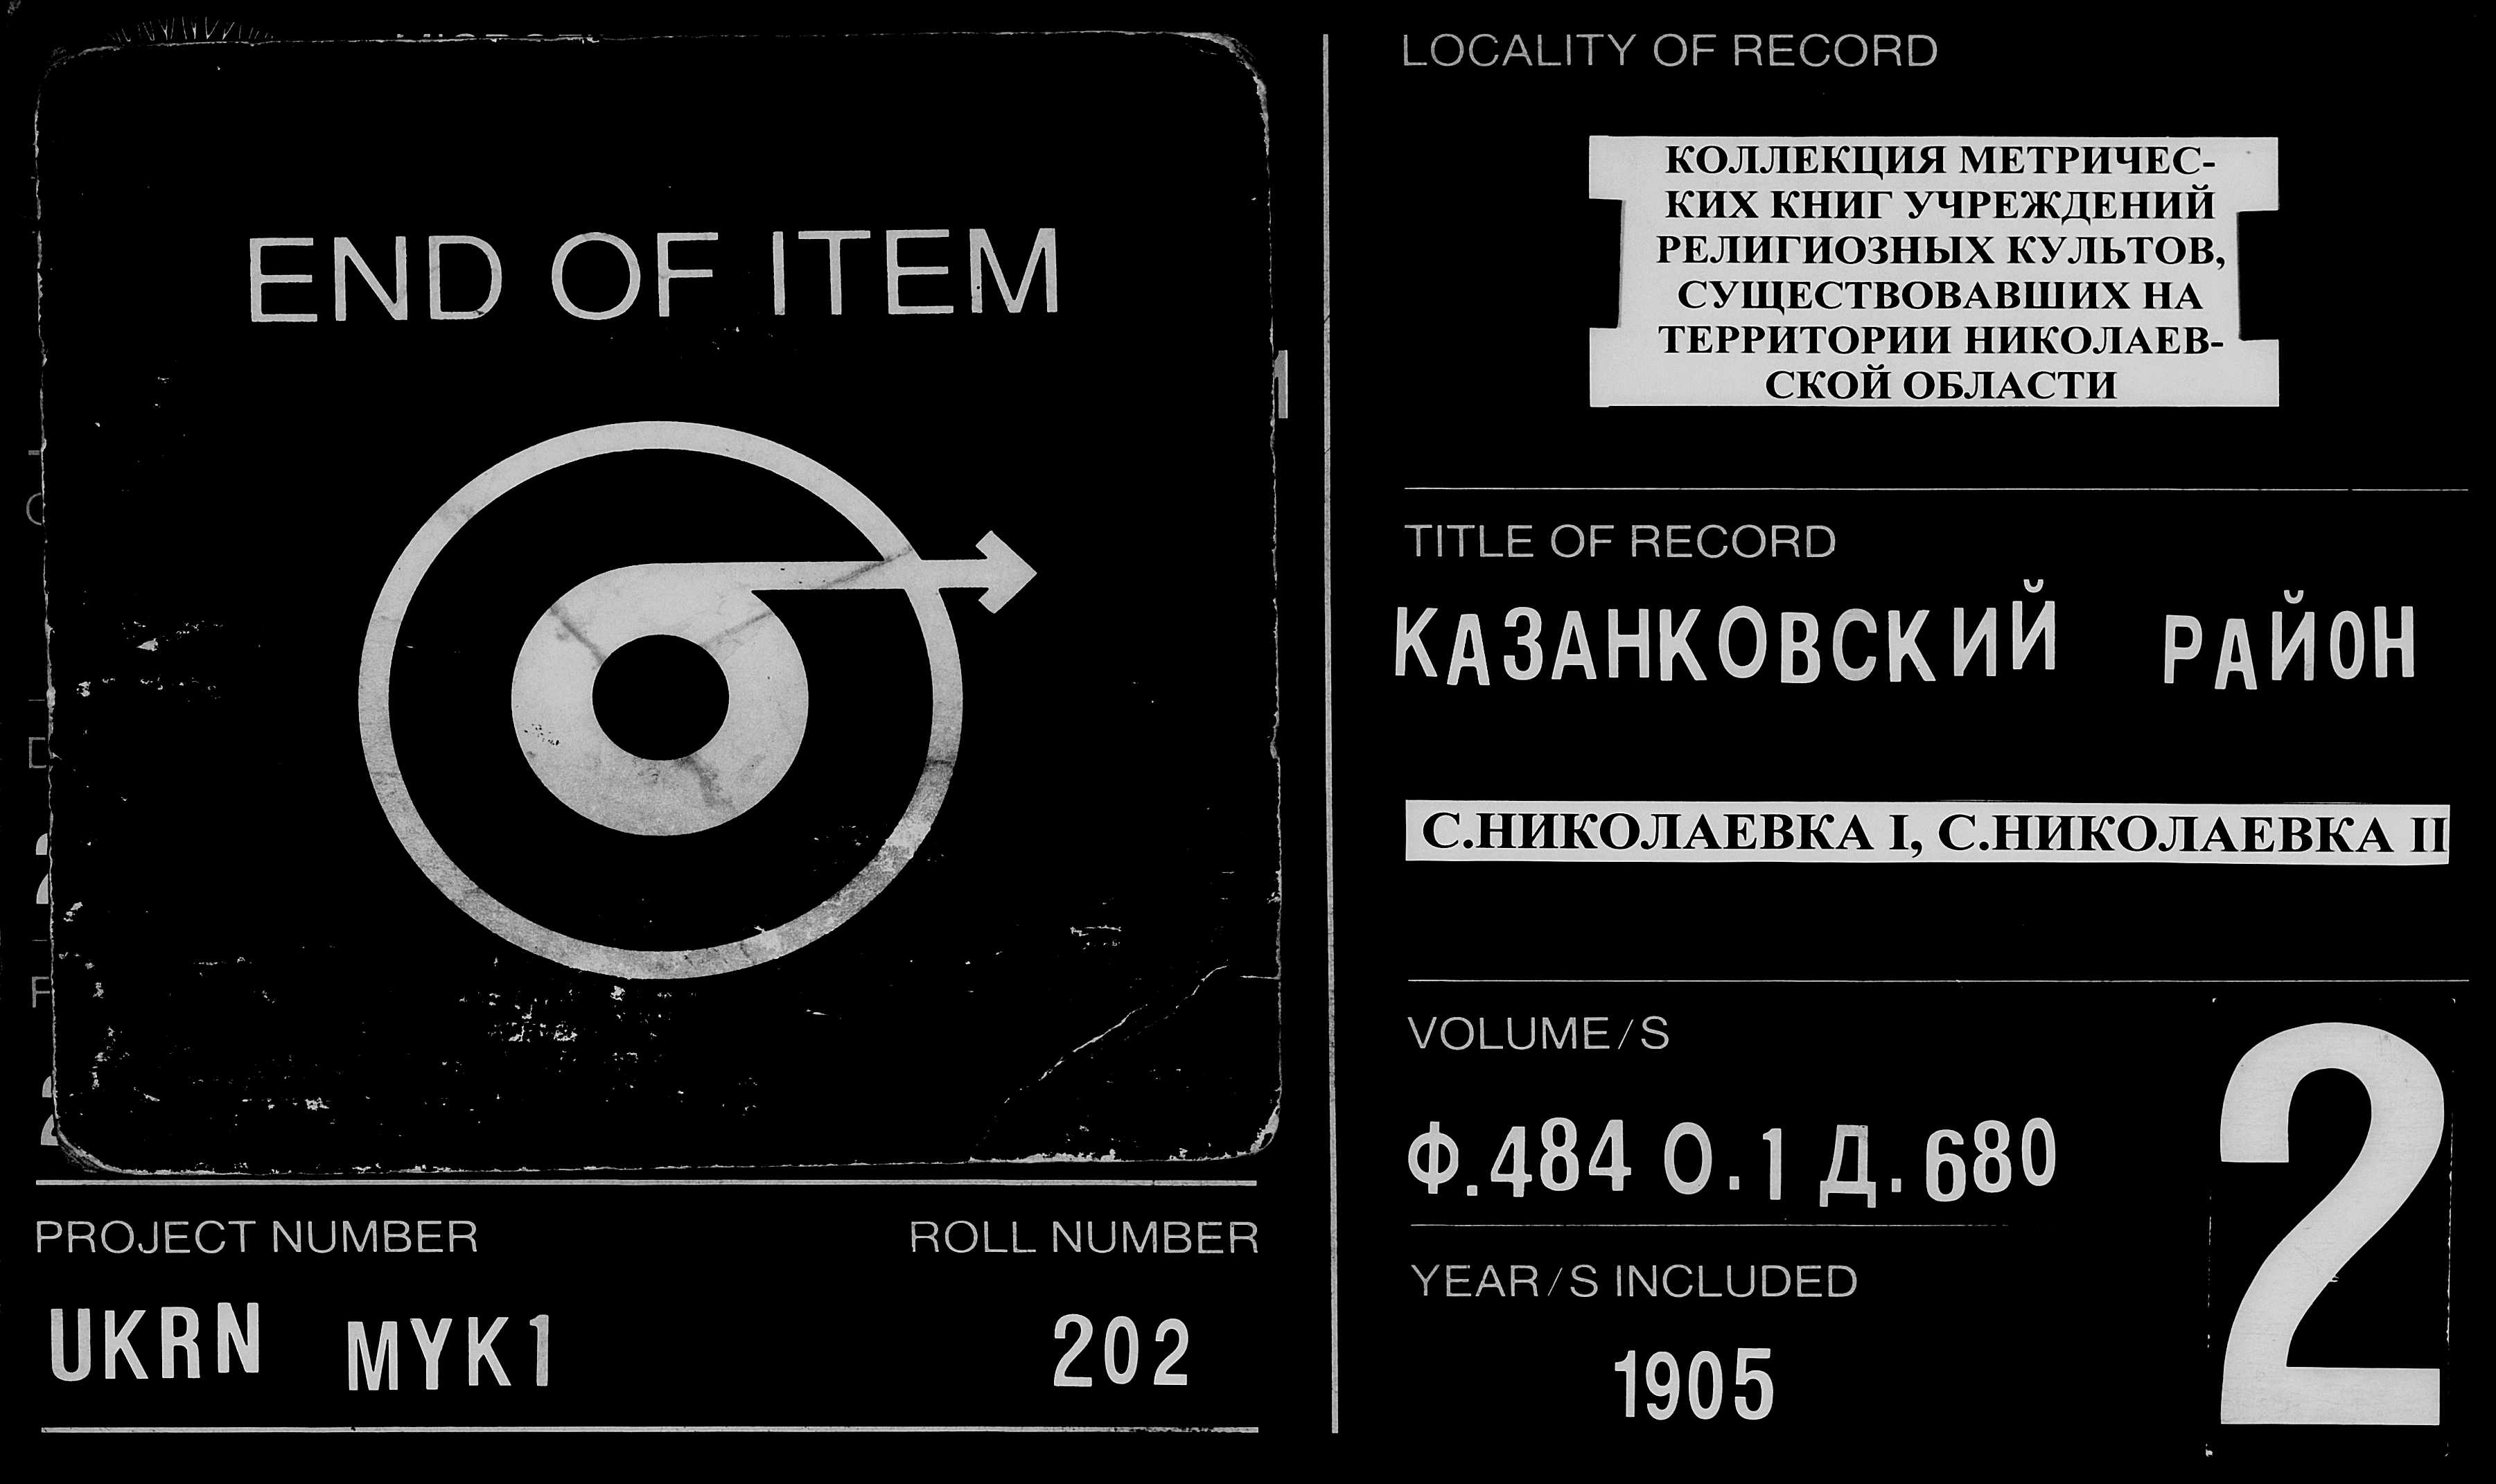 END OF ITEM
PROJECT NUMBER
ROLL NUMBER
UKRN MYK1
202
LOCALITY OF RECORD
КОЛЛЕКЦИЯ МЕТРИЧЕС-
КИХ КНИГ УЧРЕЖДЕНИЙ
РЕЛИГИОЗНЫХ КУЛЬТОВ,
СУЩЕСТВОВАВШИХ НА
ТЕРРИТОРИИ НИКОЛАЕВ-
СКОЙ ОБЛАСТИ
TITLE OF RECORD
КАЗАНКОВСКИЙ РАЙОН
С.НИКОЛАЕВКА I, С.НИКОЛАЕВКА II
VOLUME/S
Ф.484 О.1 Д.680
YEAR/S INCLUDED
1905
2